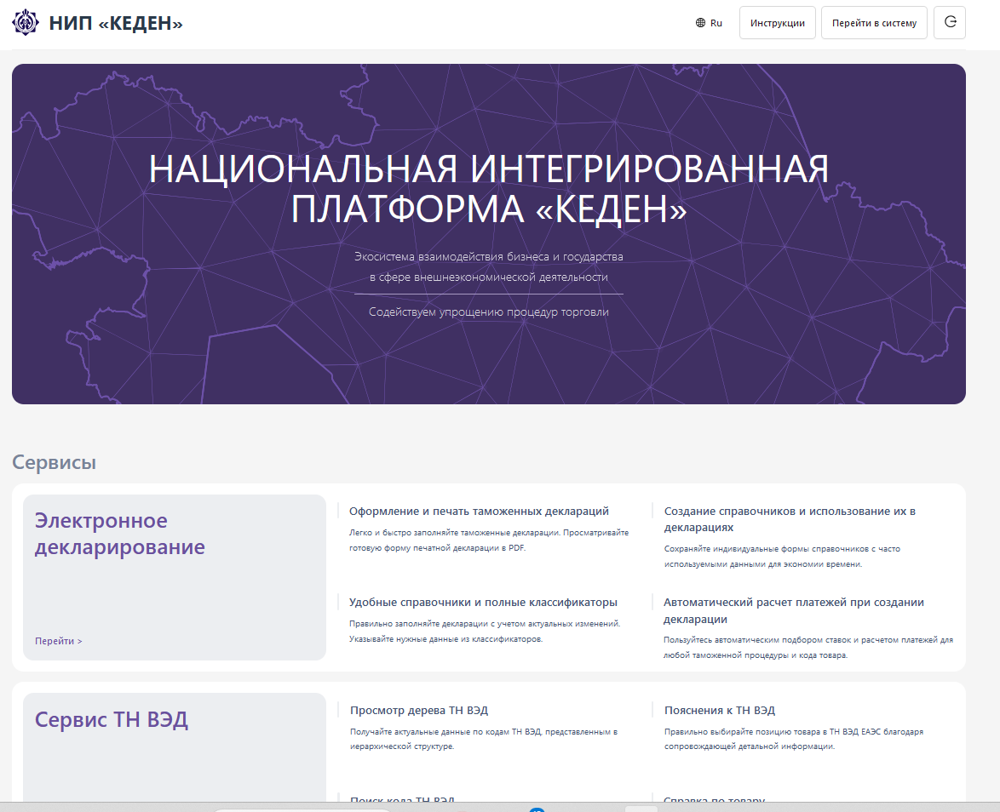 НИП «КЕДЕН»
Ru
Инструкции
Перейти в систему
НАЦИОНАЛЬНАЯ ИНТЕГРИРОВАННАЯ
ПЛАТФОРМА «КЕДЕН»
Экосистема взаимодействия бизнеса и государства
в сфере внешнеэкономической деятельности
Содействуем упрощению процедур торговли
Сервисы
Электронное
декларирование
Перейти >
Оформление и печать таможенных деклараций
Легко и быстро заполняйте таможенные декларации. Просматривайте
готовую форму печатной декларации в PDF.
Создание справочников и использование их в
декларациях
Сохраняйте индивидуальные формы справочников с часто
используемыми данными для экономии времени.
Удобные справочники и полные классификаторы
Правильно заполняйте декларации с учетом актуальных изменений.
Указывайте нужные данные из классификаторов.
Автоматический расчет платежей при создании
декларации
Пользуйтесь автоматическим подбором ставок и расчетом платежей для
любой таможенной процедуры и кода товара.
Сервис ТН ВЭД
Просмотр дерева ТН ВЭД
Получайте актуальные данные по кодам ТН ВЭД, представленным в
иерархической структуре.
Пояснения к ТН ВЭД
Правильно выбирайте позицию товара в ТН ВЭД ЕАЭС благодаря
сопровождающей детальной информации.
Поиск кода ТН ВЭД
Справка по товару